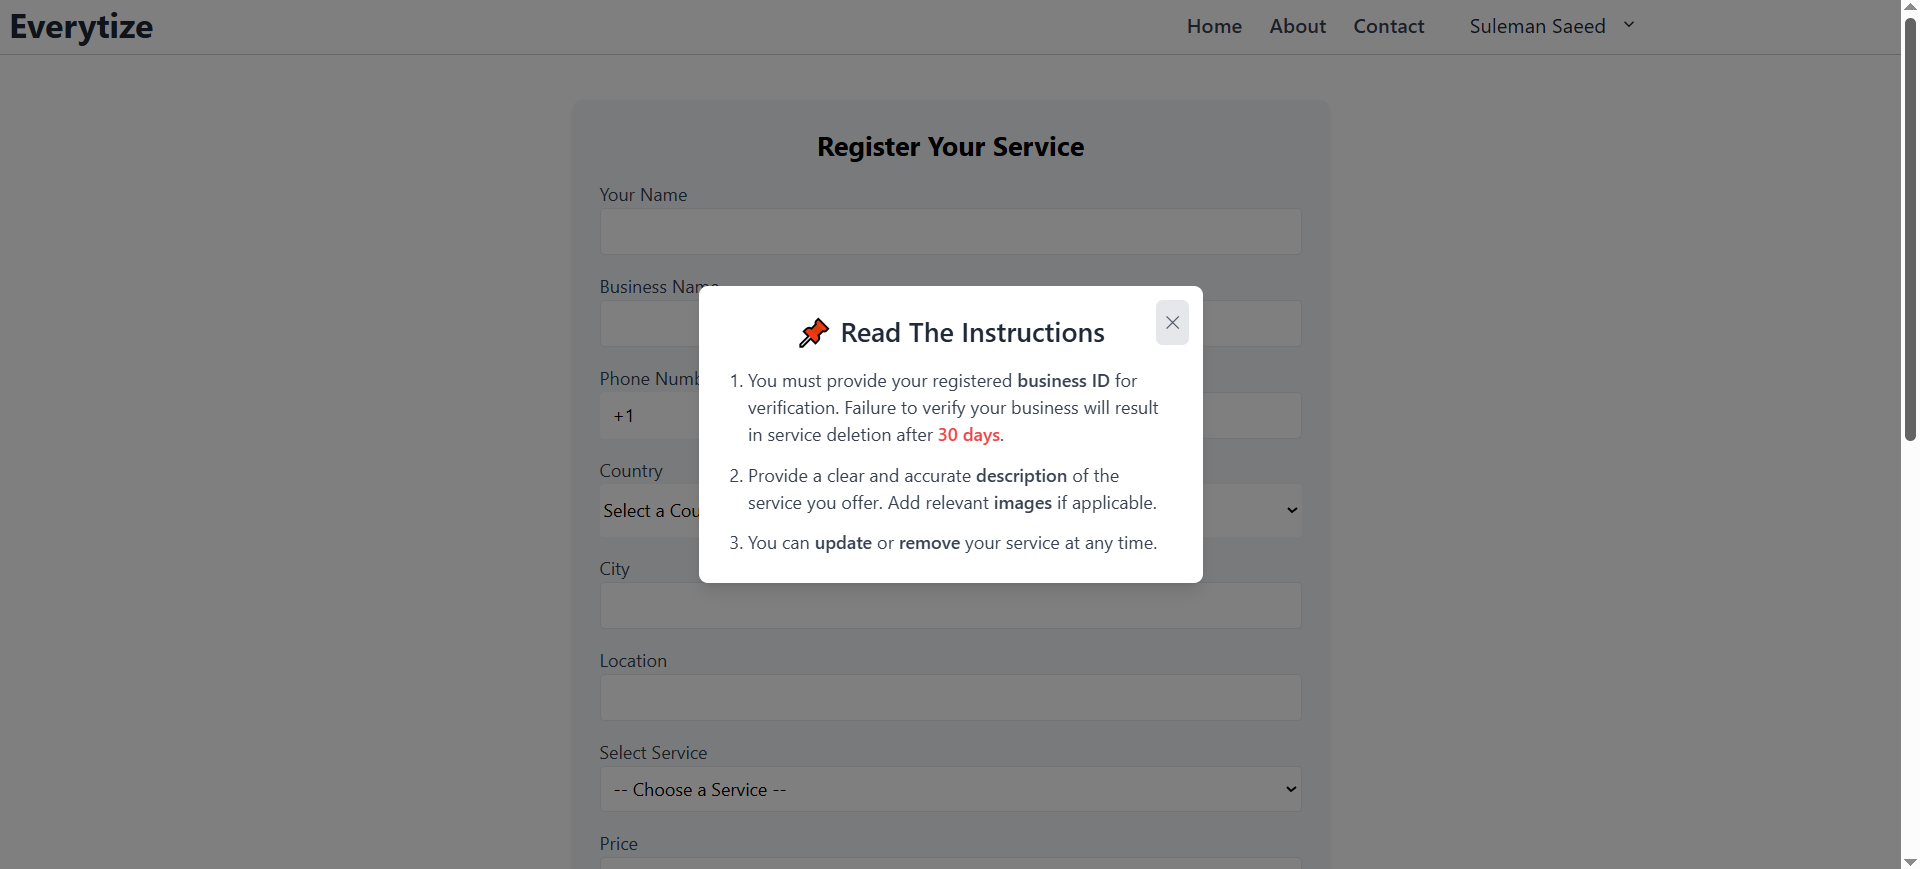 Everytize
Home About Contact Suleman Saeed
Register Your Service
Your Name
Business Name
Read The Instructions
1. You must provide your registered business ID for
verification. Failure to verify your business will result
in service deletion after 30 days.
2. Provide a clear and accurate description of the
service you offer. Add relevant images if applicable.
3. You can update or remove your service at any time.
Phone
+1
Country
Select a
City
Location
Select Service
-- Choose a Service --
Price